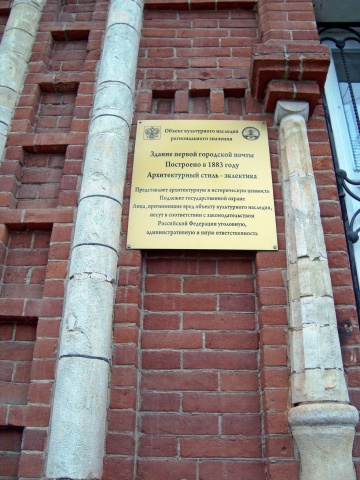 Объект культурного наследия
регионального значения
Здание первой городской почты
Построено в 1883 году
Архитектурный стиль - эклектика
Представляет архитектурную и историческую ценность
Подлежит государственной охране
Лица, причинившие вред объекту культурного наследия,
несут в соответствии с законодательством
Российской Федерации уголовную,
административную и иную ответственность